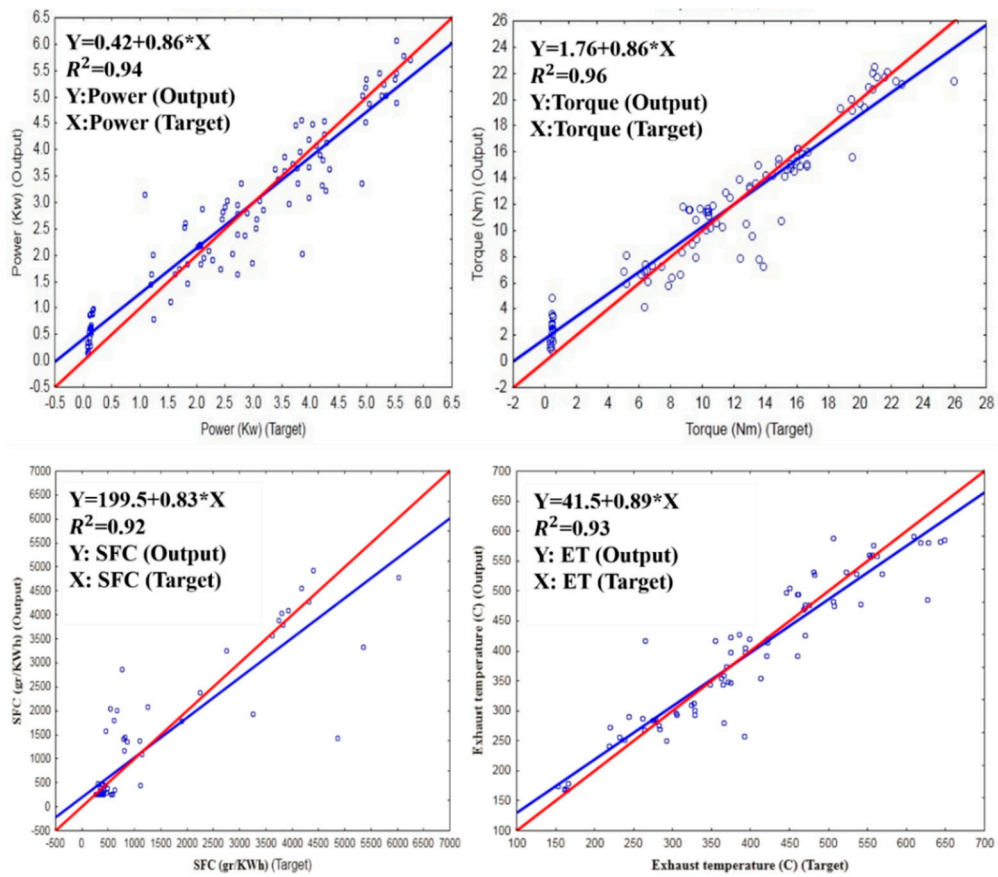 Y=0.42+0.86*X
R²=0.94
Y:Power (Output)
X:Power (Target)
Power (Kw) (Output)
6.5
6.0
5.5
5.0
4.5
4.0
3.5
3.0
2.5
2.0
1.5
1.0
0.5
0.0
-0.5
-0.5 0.0 0.5 1.0 1.5 2.0 2.5 3.0 3.5 4.0 4.5 5.0 5.5 6.0 6.5
Power (Kw) (Target)
Y=1.76+0.86*X
R²=0.96
Y:Torque (Output)
X:Torque (Target)
Torque (Nm) (Output)
26
24
22
20
18
16
14
12
10
8
6
4
2
0
-2
-2 0 2 4 6 8 10 12 14 16 18 20 22 24 26 28
Torque (Nm) (Target)
Y=199.5+0.83*X
R²=0.92
Y: SFC (Output)
X: SFC (Target)
SFC (gr/KWh) (Output)
7000
6500
6000
5500
5000
4500
4000
3500
3000
2500
2000
1500
1000
500
0
-500
-500 0 500 1000 1500 2000 2500 3000 3500 4000 4500 5000 5500 6000 6500 7000
SFC (gr/KWh) (Target)
Y=41.5+0.89*X
R²=0.93
Y: ET (Output)
X: ET (Target)
Exhaust temperature (C) (Output)
700
650
600
550
500
450
400
350
300
250
200
150
100
100 150 200 250 300 350 400 450 500 550 600 650 700
Exhaust temperature (C) (Target)